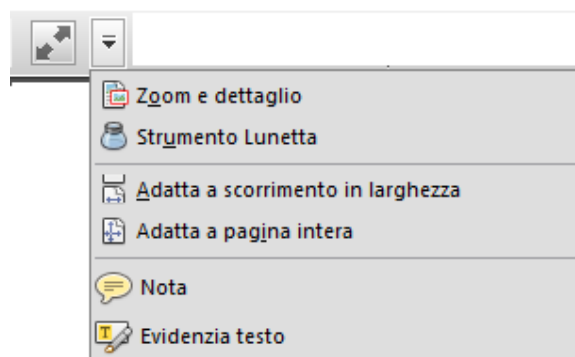 Zoom e dettaglio
Strumento Lunetta
Adatta a scorrimento in larghezza
Adatta a pagina intera
Nota
T
Evidenzia testo